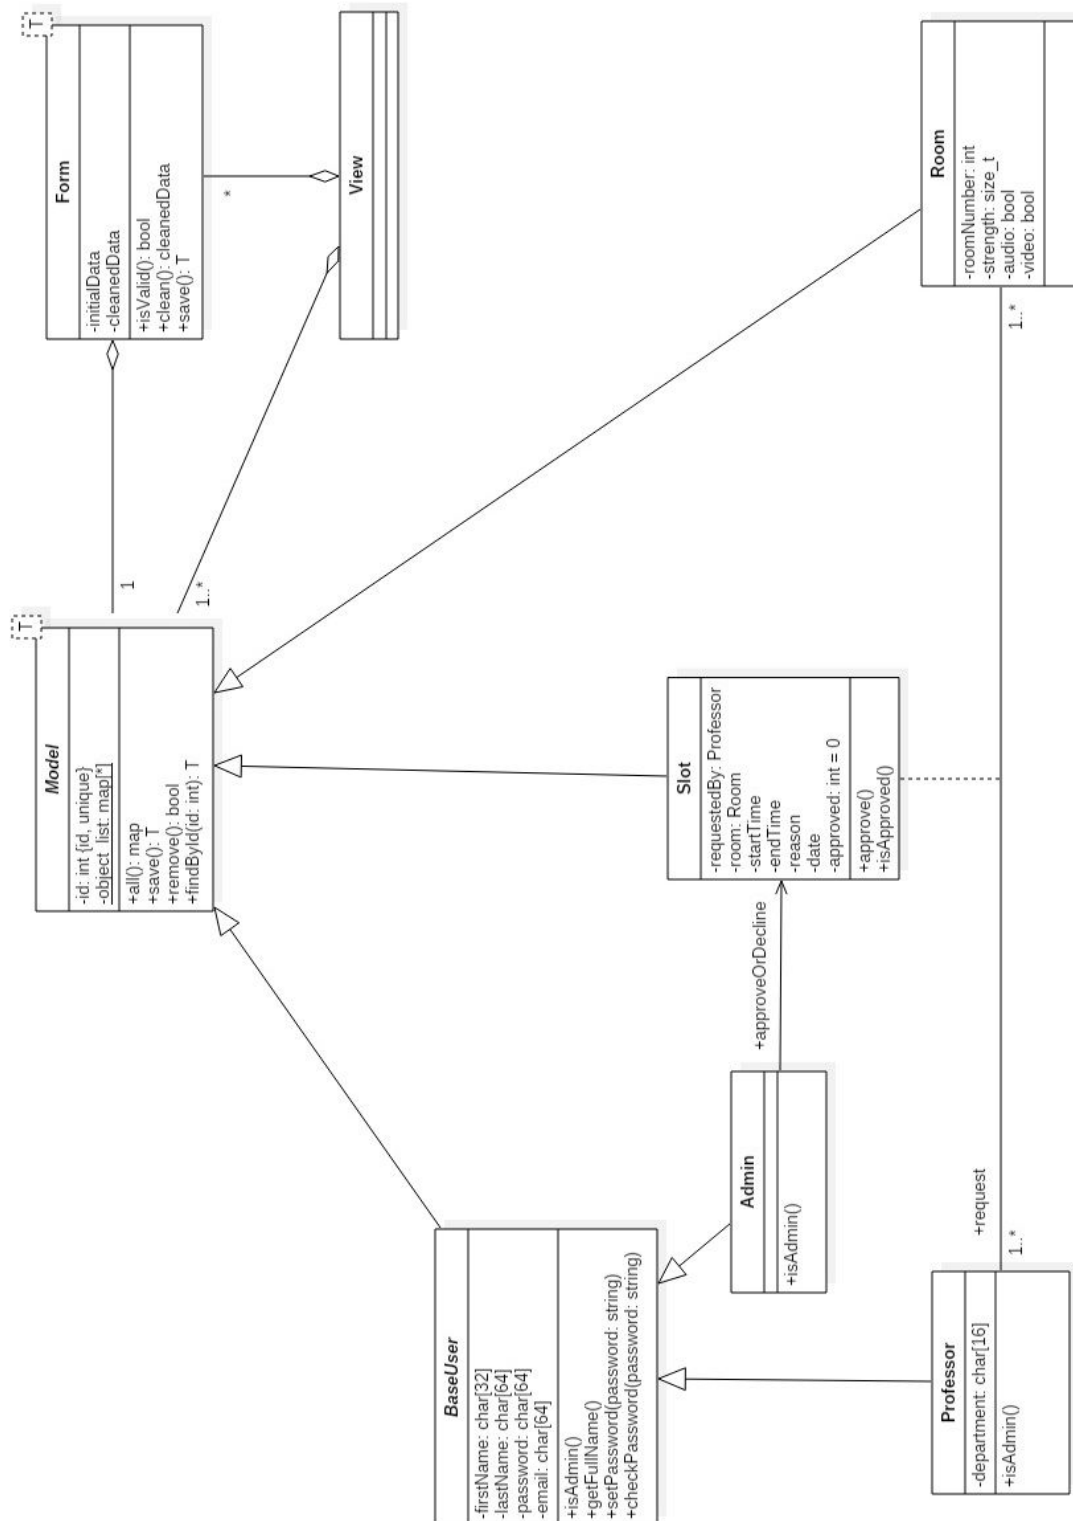 T
Form
-initialData
-cleanedData
+isValid(): bool
+clean(): cleanedData
+save(): T
*
View
1
1..*
T
Model
-id: int {id, unique}
-object_list: map[*]
+all(): map
+save(): T
+remove(): bool
+findById(id: int): T
Room
-roomNumber: int
-strength: size_t
-audio: bool
-video: bool
1..*
Slot
-requestedBy: Professor
-room: Room
-startTime
-endTime
-reason
-date
-approved: int = 0
+approve()
+isApproved()
+approveOrDecline
Admin
+isAdmin()
BaseUser
-firstName: char[32]
-lastName: char[64]
-password: char[64]
-email: char[64]
+isAdmin()
+getFullName()
+setPassword(password: string)
+checkPassword(password: string)
+request
1..*
Professor
-department: char[16]
+isAdmin()